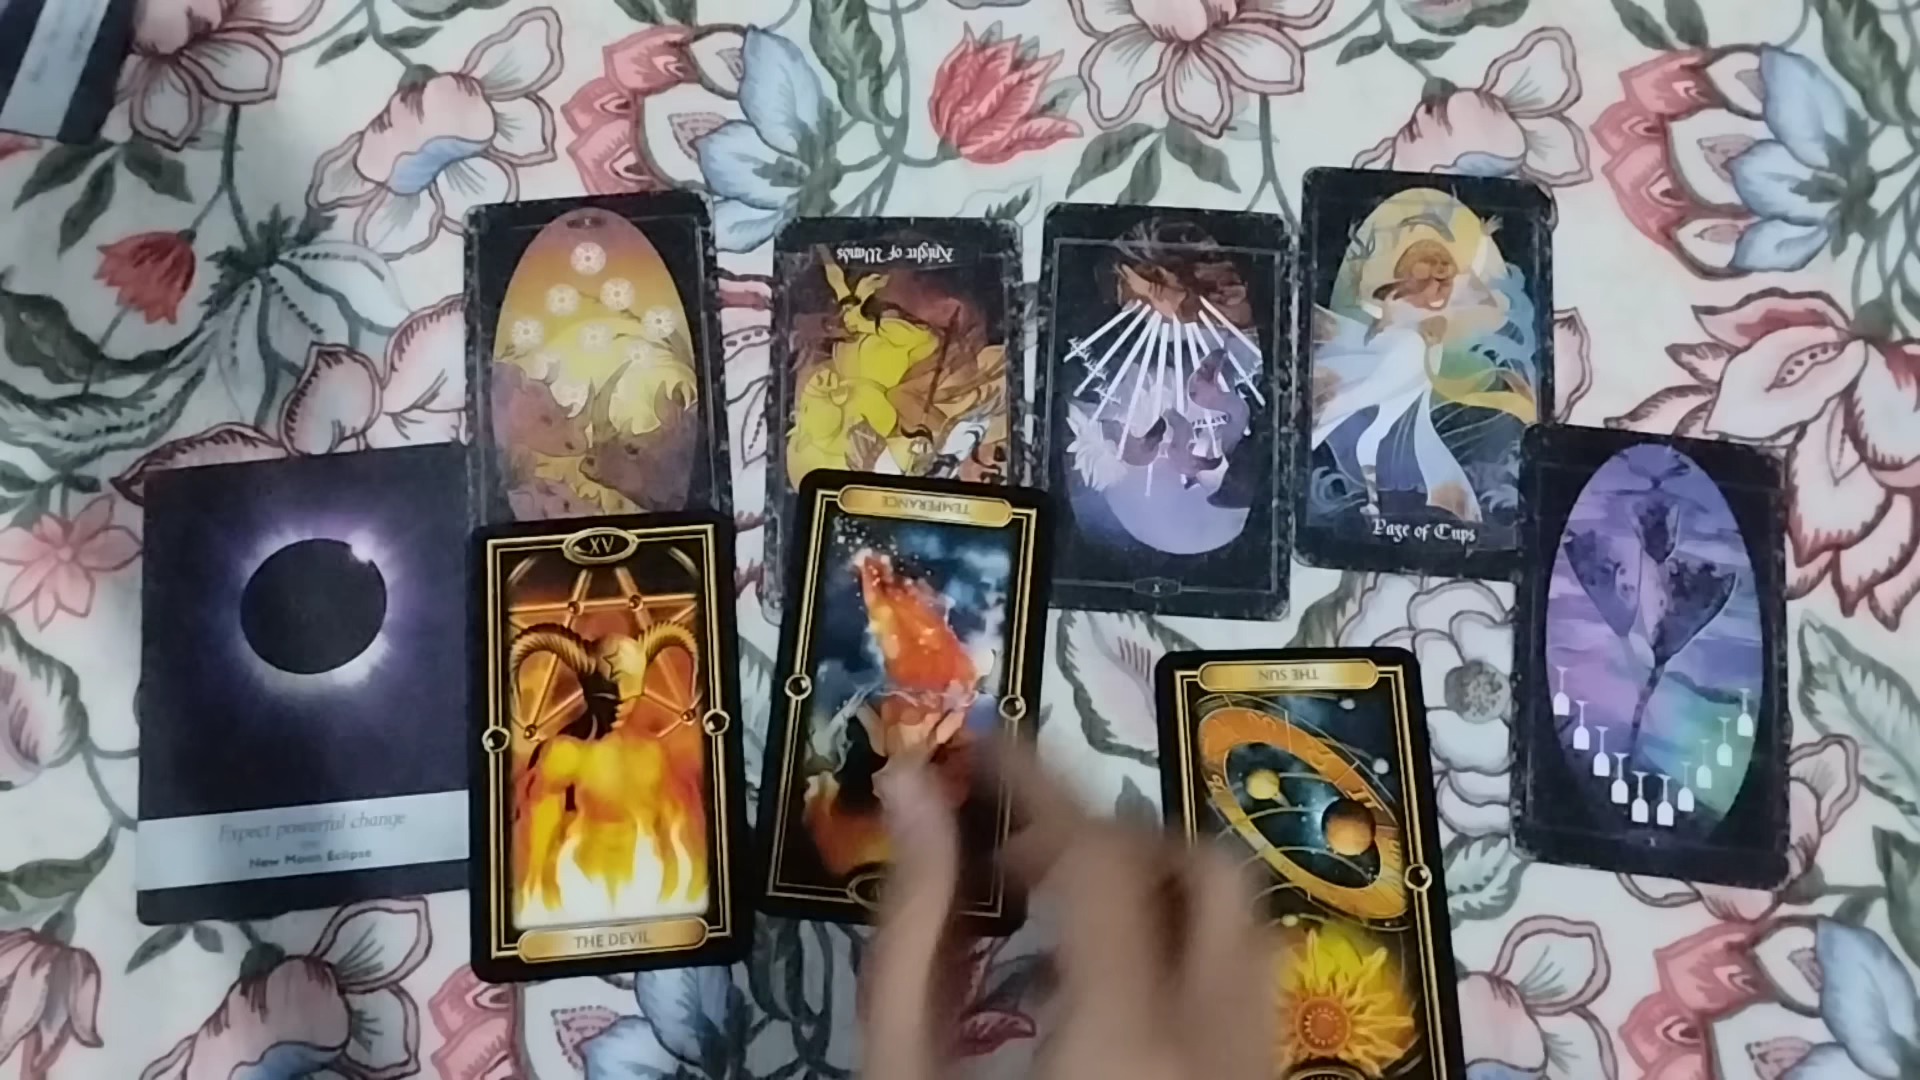 Knight of Wands
Page of Cups
XV
TEMPERANCE
THE SUN
X
Expect powerful change
New Moon Eclipse
THE DEVIL